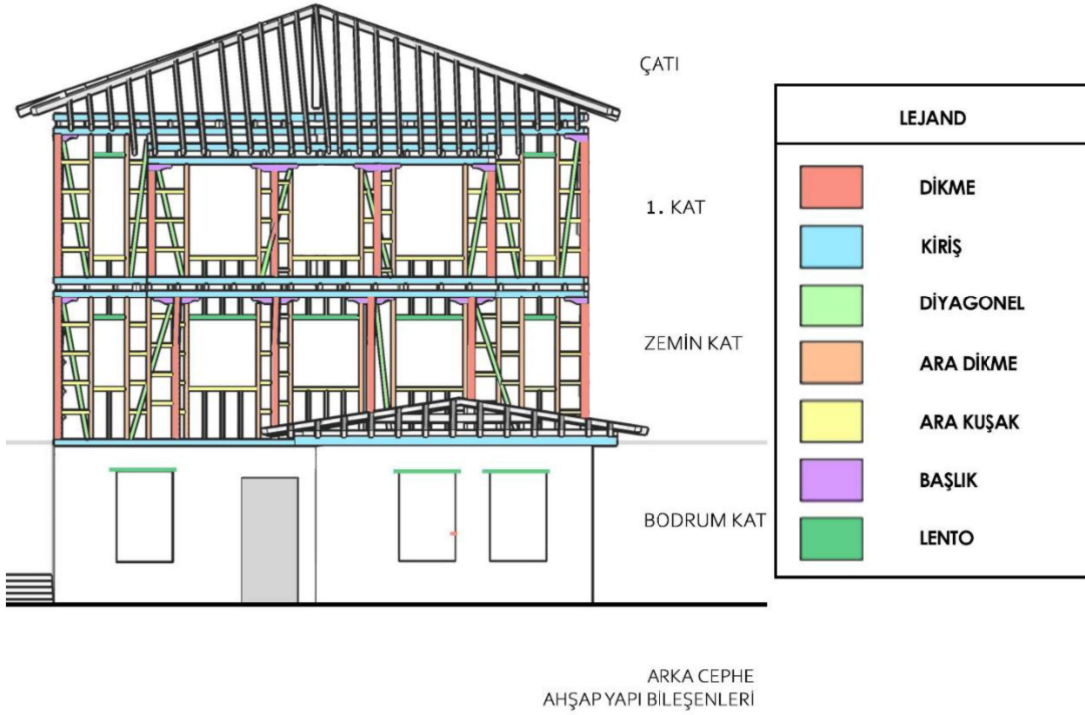 ÇATI
1. KAT
ZEMİN KAT
BODRUM KAT
LEJAND
DİKME
KİRİŞ
DİYAGONEL
ARA DİKME
ARA KUŞAK
BAŞLIK
LENTO
ARKA CEPHE
AHŞAP YAPI BİLEŞENLERİ